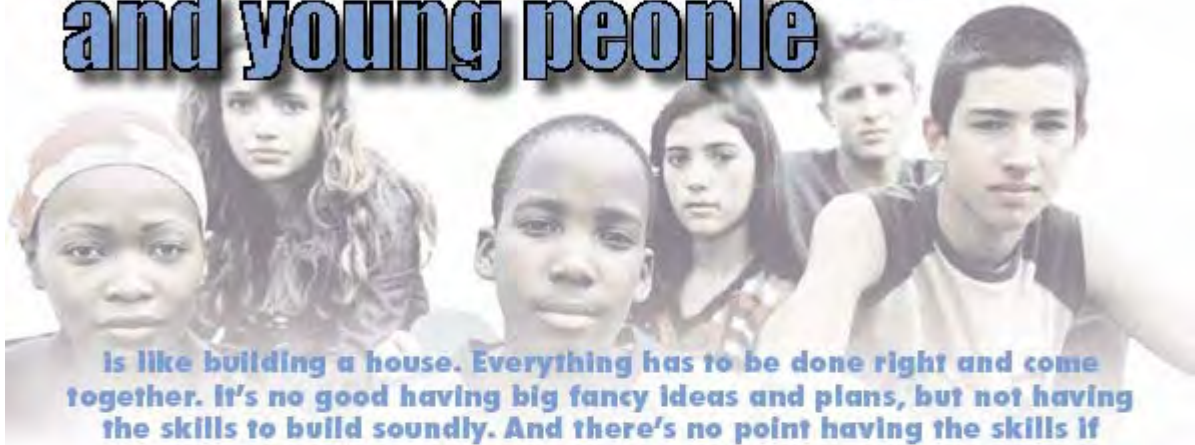 and young people
is like building a house. Everything has to be done right and come
together. It's no good having big fancy ideas and plans, but not having
the skills to build soundly. And there's no point having the skills if